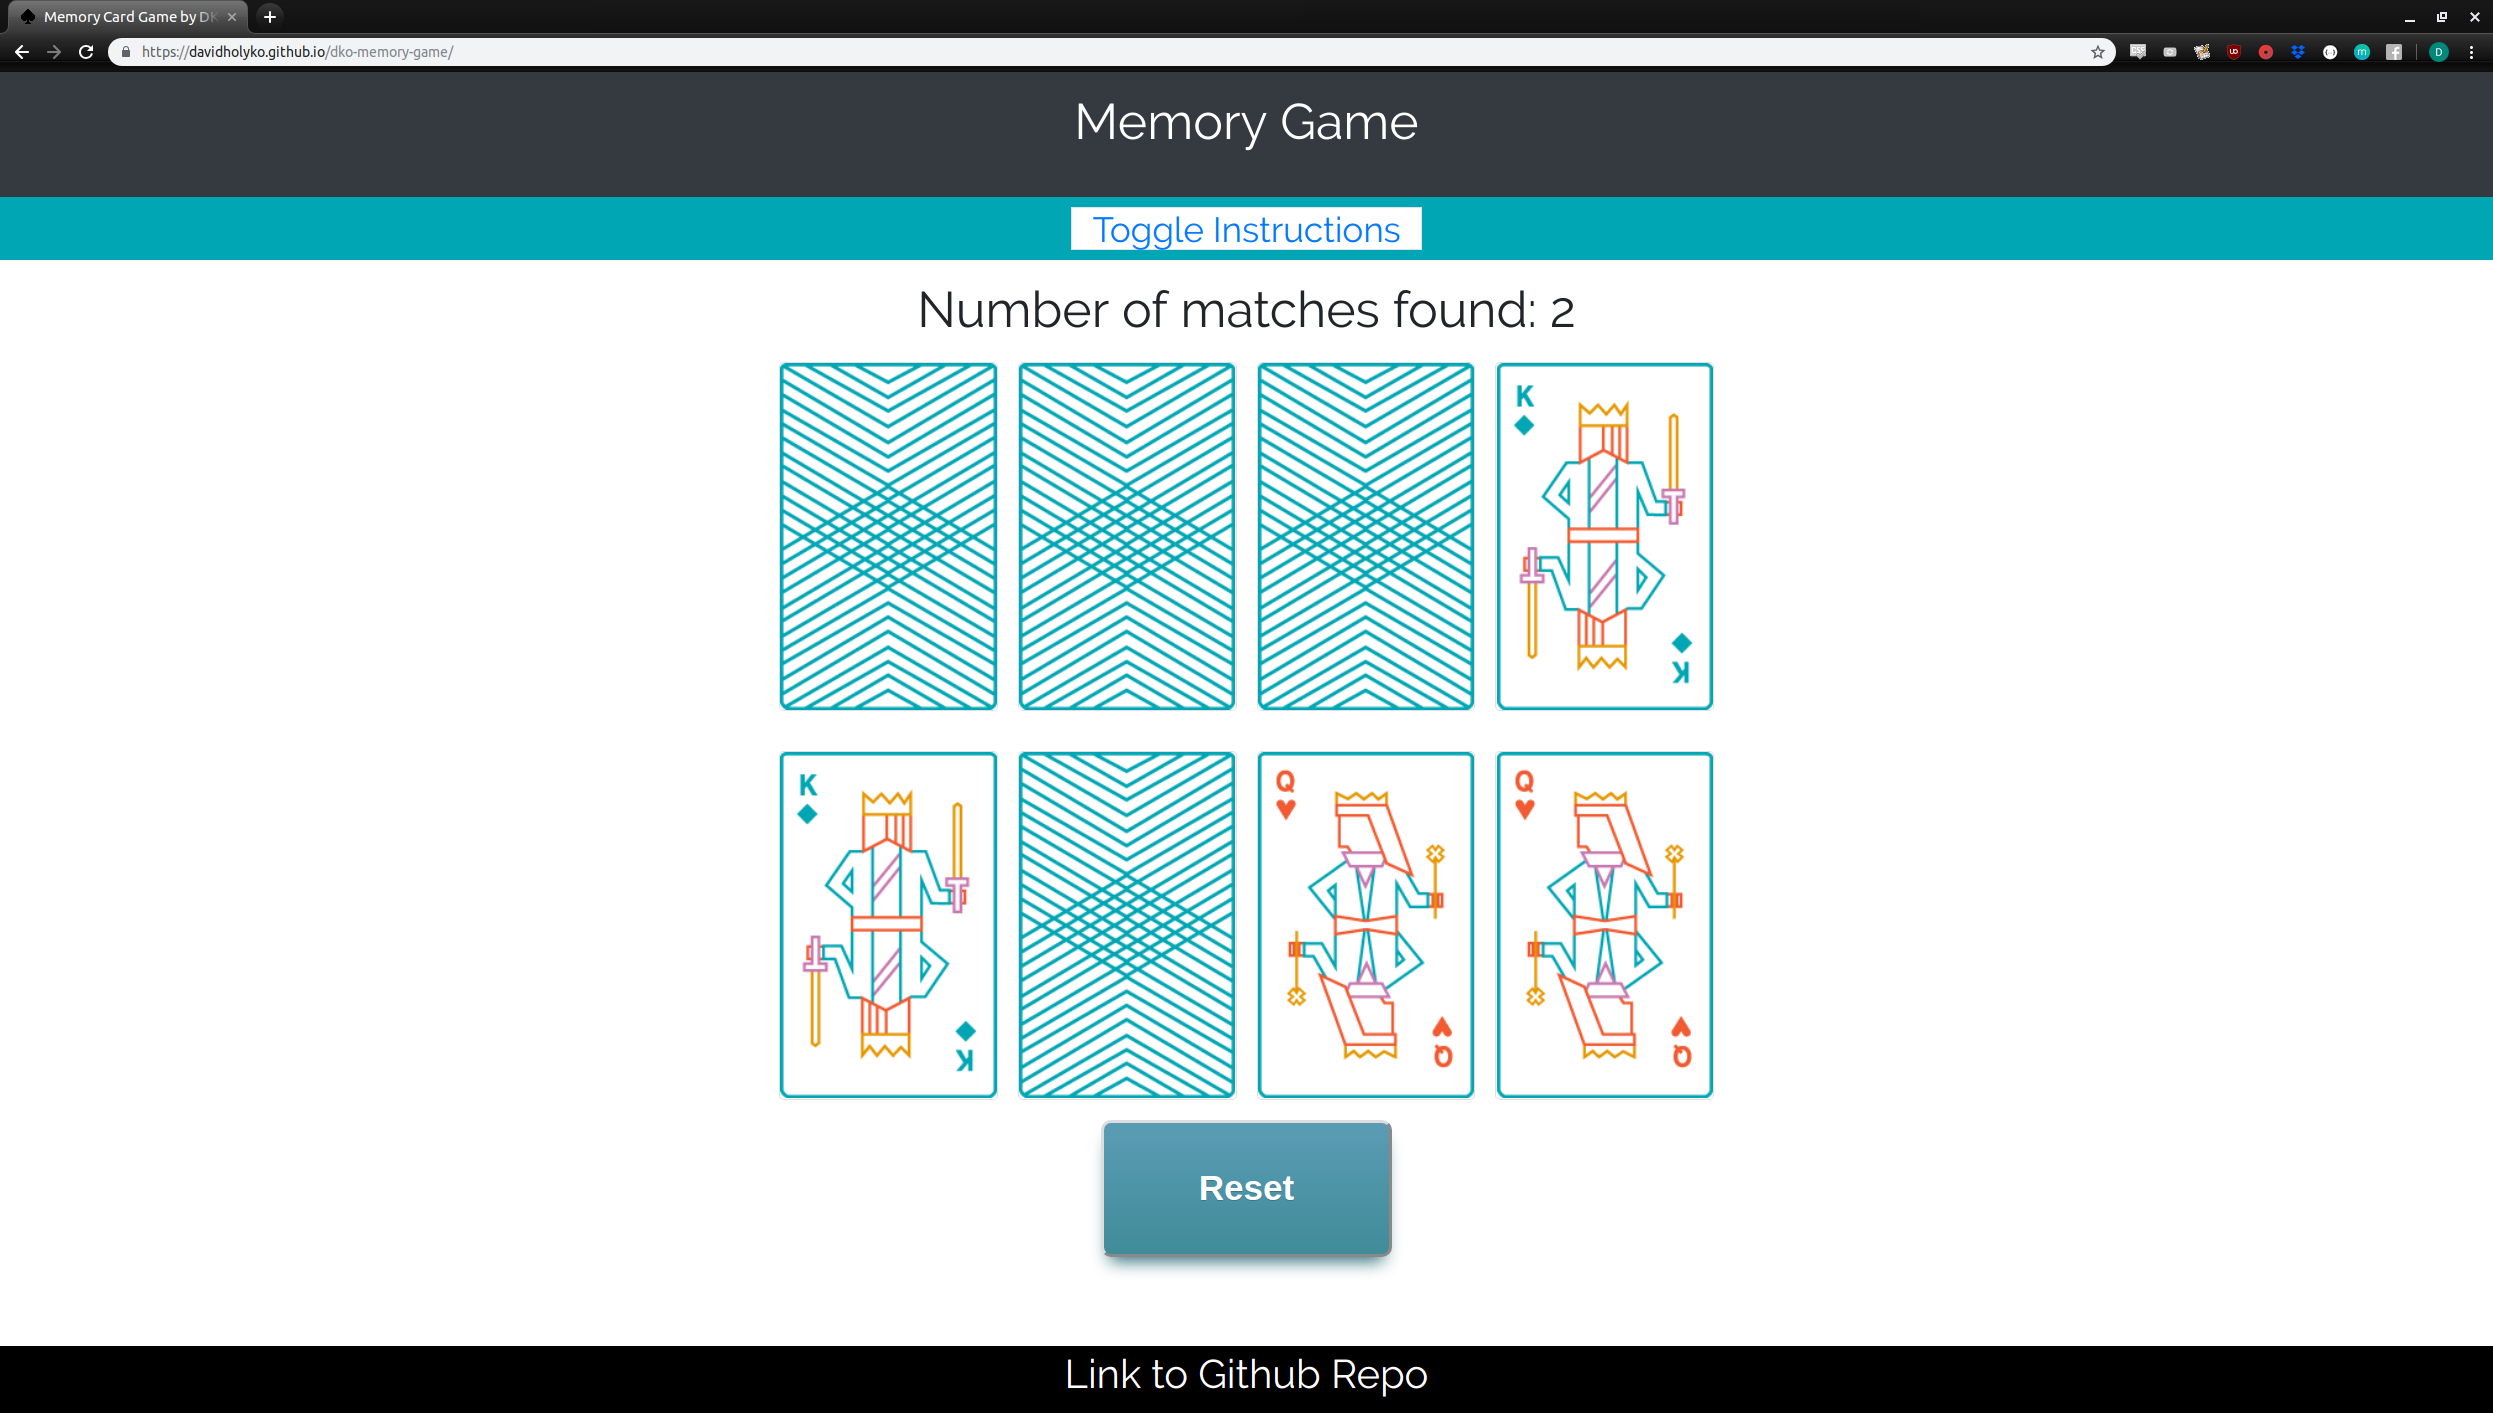 Memory Card Game by DK
https://davidholyko.github.io/dko-memory-game/
D
Memory Game
Toggle Instructions
Number of matches found: 2
K
K
K
Q
Q
K
Q
Q
Reset
Link to Github Repo